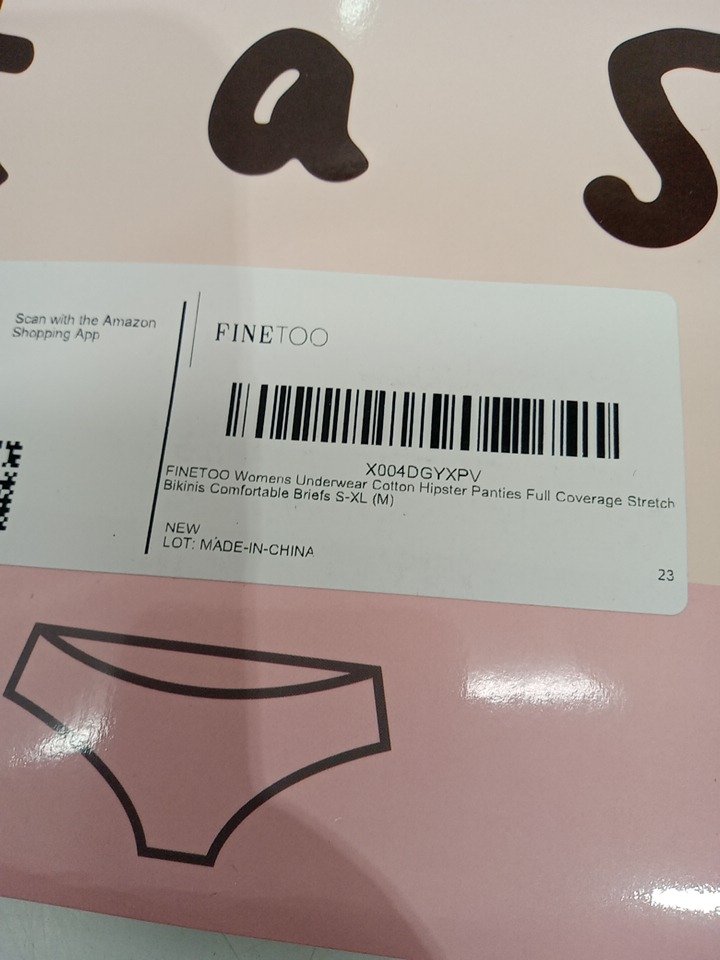 a s
Scan with the Amazon
Shopping App
FINETOO
X004DGYXPV
FINETOO Womens Underwear Cotton Hipster Panties Full Coverage Stretch
Bikinis Comfortable Briefs S-XL (M)
NEW
LOT: MADE-IN-CHINA
23